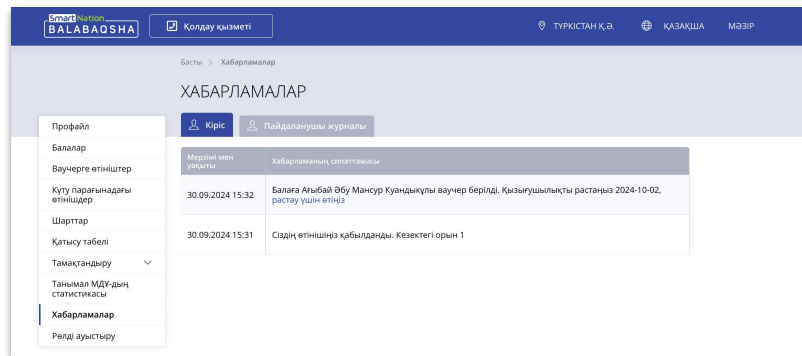 Smart Nation
BALABAQSHA
Қолдау қызметі
ТҮРКІСТАН Қ.Ә.
ҚАЗАҚША
МӘЗІР
Басты > Хабарламалар
ХАБАРЛАМАЛАР
Кіріс
Пайдаланушы журналы
Профайл
Балалар
Ваучерге өтініштер
Күту парағынадағы
өтінішдер
Шарттар
Қатысу табелі
Тамақтандыру
Танымал МДҰ-дың
статистикасы
Хабарламалар
Рөлді ауыстыру
Мерзімі мен
уақыты
Хабарламаның сипаттамасы
30.09.2024 15:32
Балаға Ағыбай Әбу Мансур Куандыкұлы ваучер берілді. Қызығушылықты растаңыз 2024-10-02,
растау үшін өтіңіз
30.09.2024 15:31
Сіздің өтінішіңіз қабылданды. Кезектегі орын 1